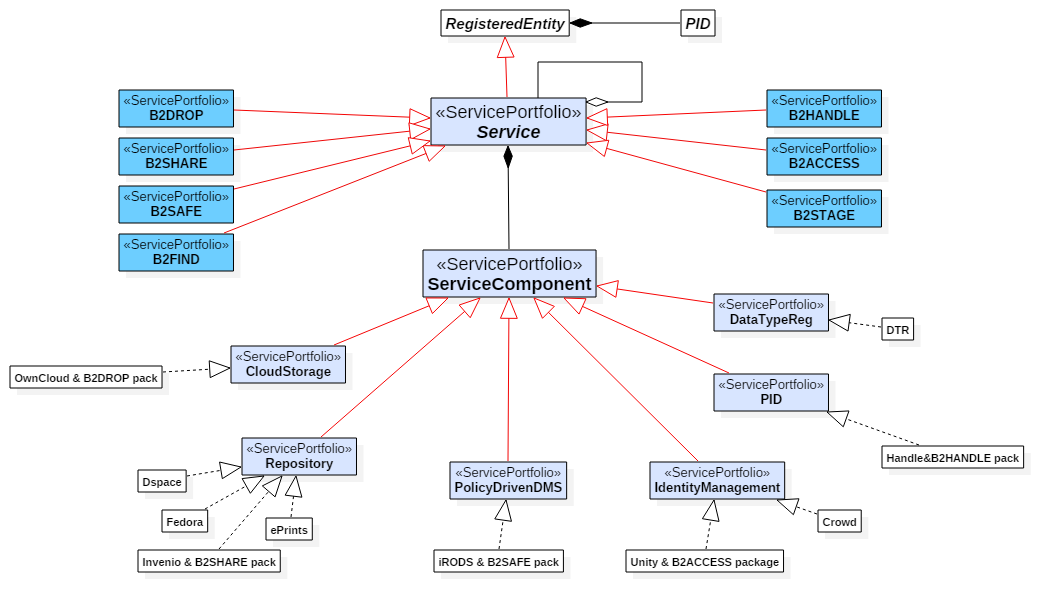 RegisteredEntity
PID
«ServicePortfolio»
Service
«ServicePortfolio»
B2DROP
«ServicePortfolio»
B2SHARE
«ServicePortfolio»
B2SAFE
«ServicePortfolio»
B2FIND
«ServicePortfolio»
B2HANDLE
«ServicePortfolio»
B2ACCESS
«ServicePortfolio»
B2STAGE
«ServicePortfolio»
ServiceComponent
«ServicePortfolio»
DataTypeReg
DTR
«ServicePortfolio»
CloudStorage
OwnCloud & B2DROP pack
«ServicePortfolio»
PID
Handle&B2HANDLE pack
«ServicePortfolio»
Repository
Dspace
Fedora
ePrints
Invenio & B2SHARE pack
«ServicePortfolio»
PolicyDrivenDMS
iRODS & B2SAFE pack
«ServicePortfolio»
IdentityManagement
Crowd
Unity & B2ACCESS package